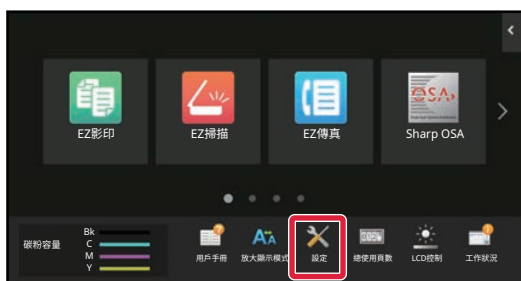 OSA
EZ影印
EZ掃描
EZ傳真
Sharp OSA
碳粉容量
Bk
C
M
Y
用戶手冊
放大顯示模式
設定
總使用頁數
LCD控制
工作狀況